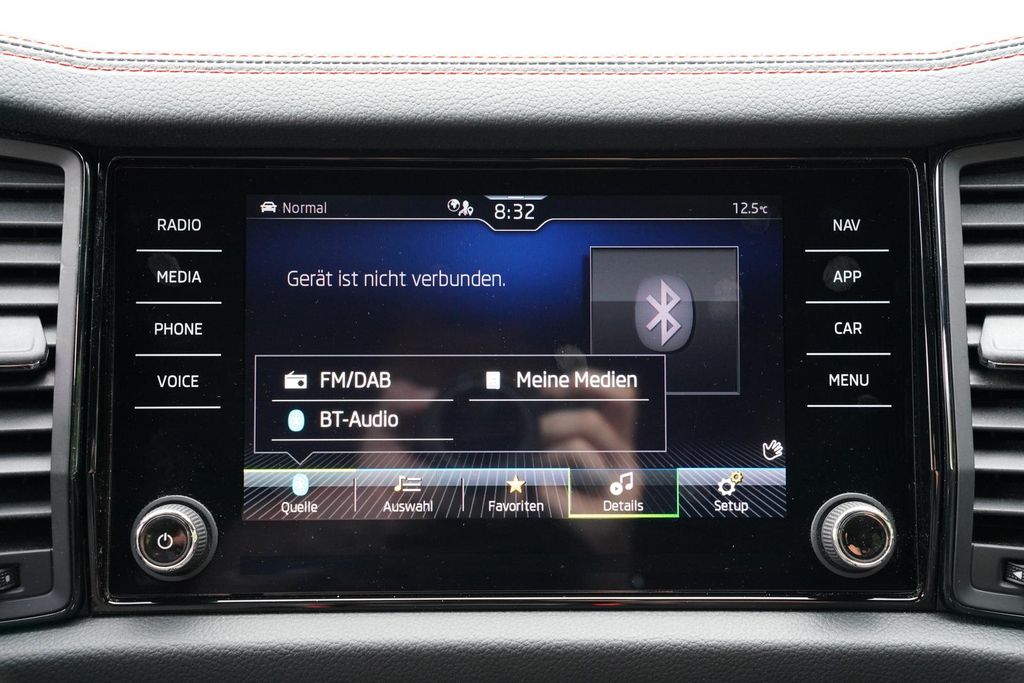 Normal
8:32
12.5°C
RADIO
MEDIA
PHONE
VOICE
Gerät ist nicht verbunden.
FM/DAB
Meine Medien
BT-Audio
Quelle
Auswahl
Favoriten
Details
Setup
NAV
APP
CAR
MENU